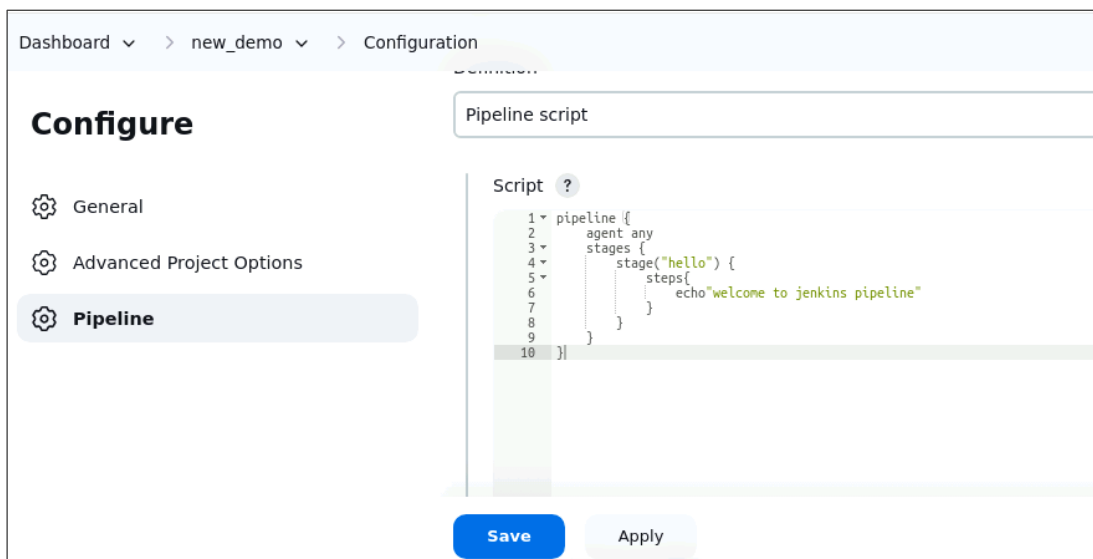 Dashboard > new_demo > Configuration
Definition
Configure
Pipeline script
General
Advanced Project Options
Pipeline
Script ?
1 pipeline {
2     agent any
3     stages {
4         stage("hello") {
5             steps{
6                 echo"welcome to jenkins pipeline"
7             }
8         }
9     }
10 }
Save
Apply